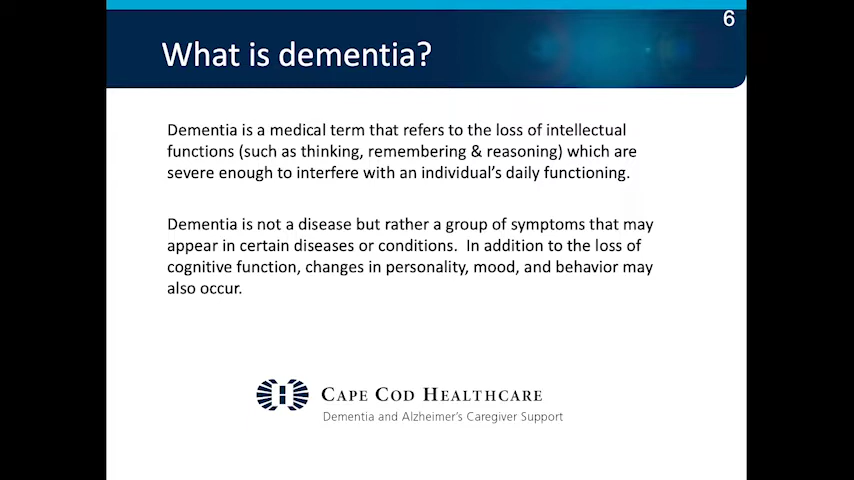 6
What is dementia?
Dementia is a medical term that refers to the loss of intellectual
functions (such as thinking, remembering & reasoning) which are
severe enough to interfere with an individual's daily functioning.
Dementia is not a disease but rather a group of symptoms that may
appear in certain diseases or conditions.  In addition to the loss of
cognitive function, changes in personality, mood, and behavior may
also occur.
CAPE COD HEALTHCARE
Dementia and Alzheimer's Caregiver Support